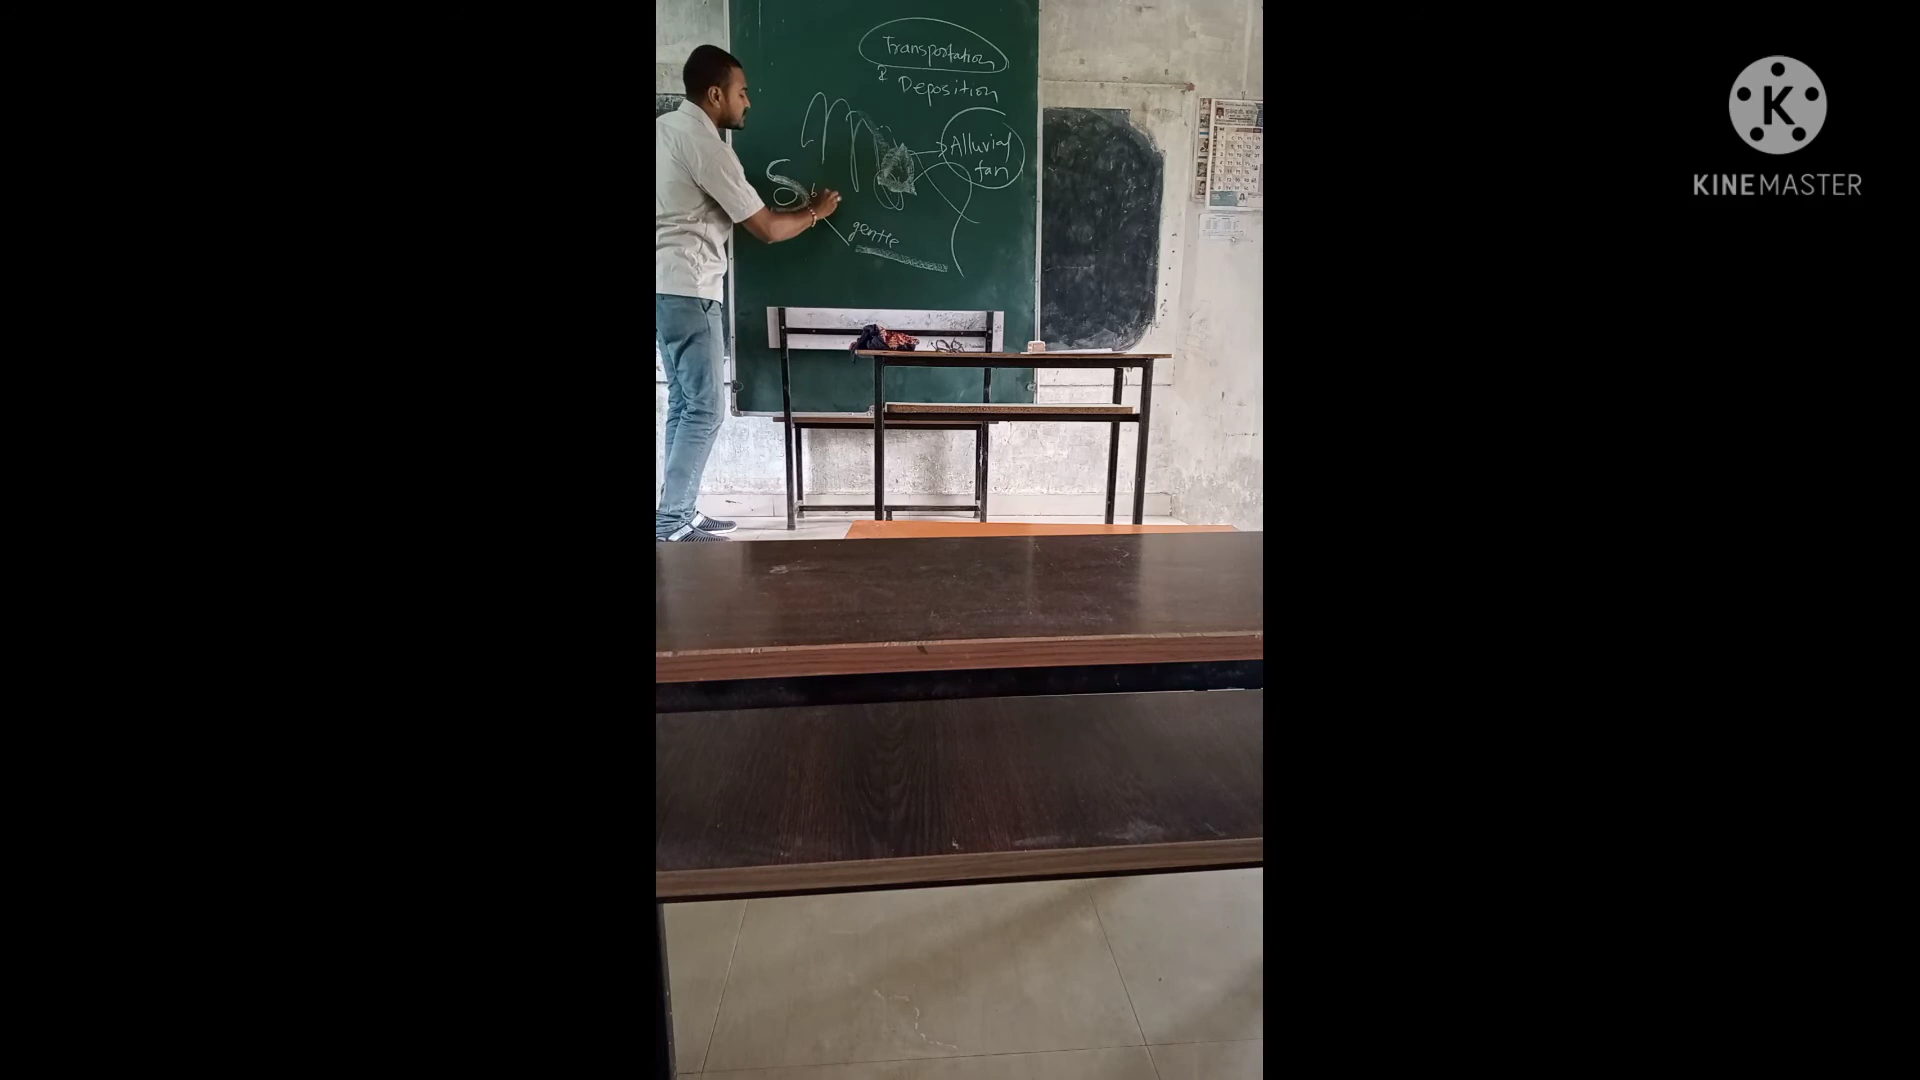 Transportation
& Deposition
Alluvial
fan
gentle
KINEMASTER